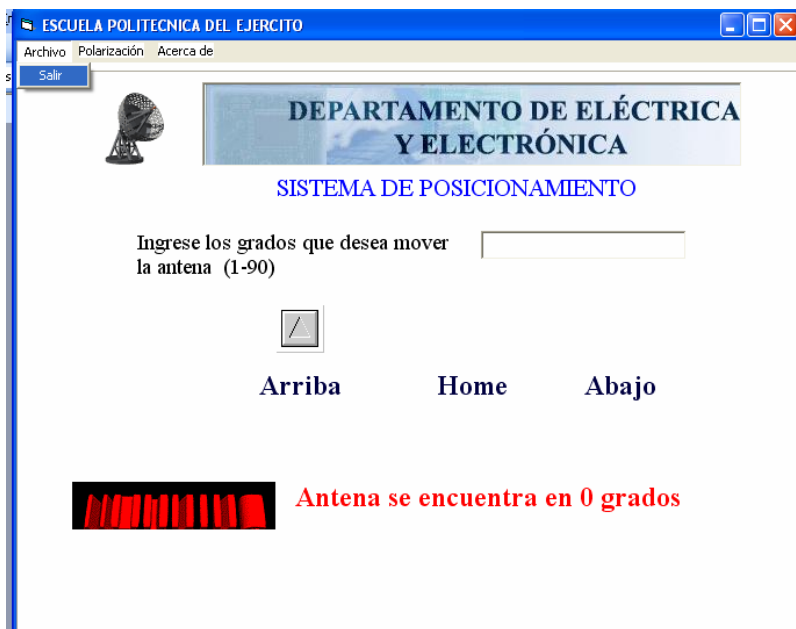 ESCUELA POLITECNICA DEL EJERCITO
Archivo Polarización Acerca de
Salir
DEPARTAMENTO DE ELÉCTRICA
Y ELECTRÓNICA
SISTEMA DE POSICIONAMIENTO
Ingrese los grados que desea mover
la antena (1-90)
Arriba Home Abajo
Antena se encuentra en 0 grados